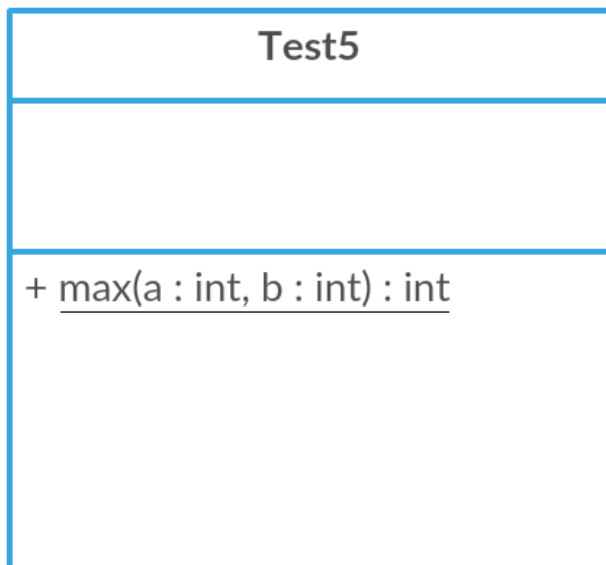 Test5
+ max(a : int, b : int) : int